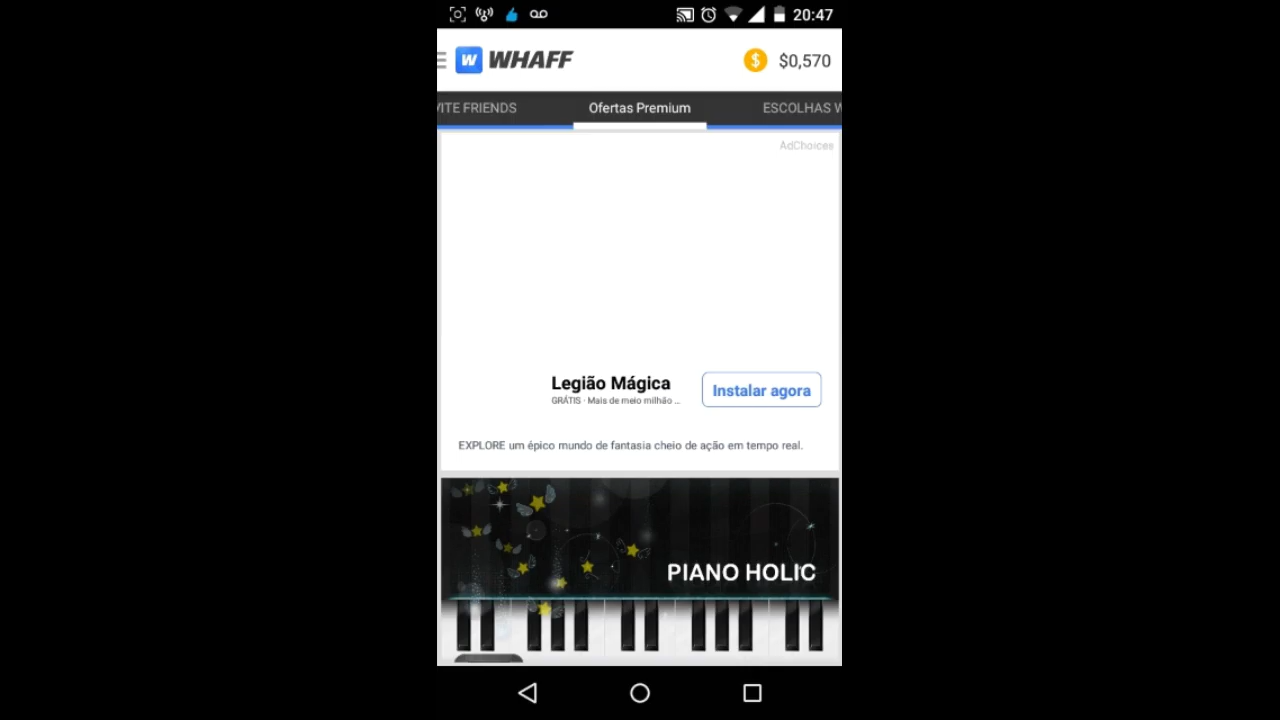 20:47
W WHAFF
$ $0,570
VITE FRIENDS
Ofertas Premium
ESCOLHAS W
AdChoices
Legião Mágica
GRÁTIS · Mais de meio milhão ...
Instalar agora
EXPLORE um épico mundo de fantasia cheio de ação em tempo real.
PIANO HOLIC